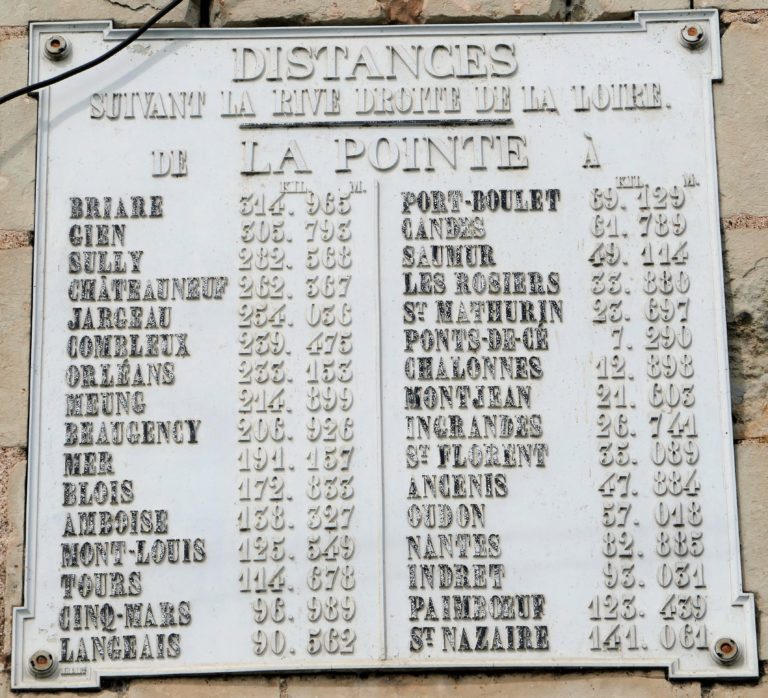 DISTANCES
SUIVANT LA RIVE DROITE DE LA LOIRE.
DE LA POINTE À
KIL. M.
BRIARE 314. 965
GIEN 305. 793
SULLY 282. 568
CHÂTEAUNEUF 262. 367
JARGEAU 254. 036
COMBLEUX 239. 475
ORLÉANS 233. 153
MEUNG 214. 899
BEAUGENCY 206. 926
MER 191. 157
BLOIS 172. 833
AMBOISE 138. 327
MONT-LOUIS 125. 549
TOURS 114. 678
CINQ-MARS 96. 989
LANGEAIS 90. 562
KIL. M.
PORT-BOULET 69. 129
CANDES 61. 789
SAUMUR 49. 114
LES ROSIERS 33. 880
ST MATHURIN 23. 697
PONTS-DE-CÉ 7. 290
CHALONNES 12. 898
MONTJEAN 21. 603
INGRANDES 26. 741
ST FLORENT 35. 089
ANCENIS 47. 884
OUDON 57. 018
NANTES 82. 885
INDRET 93. 031
PAIMBŒUF 123. 439
ST NAZAIRE 141. 061